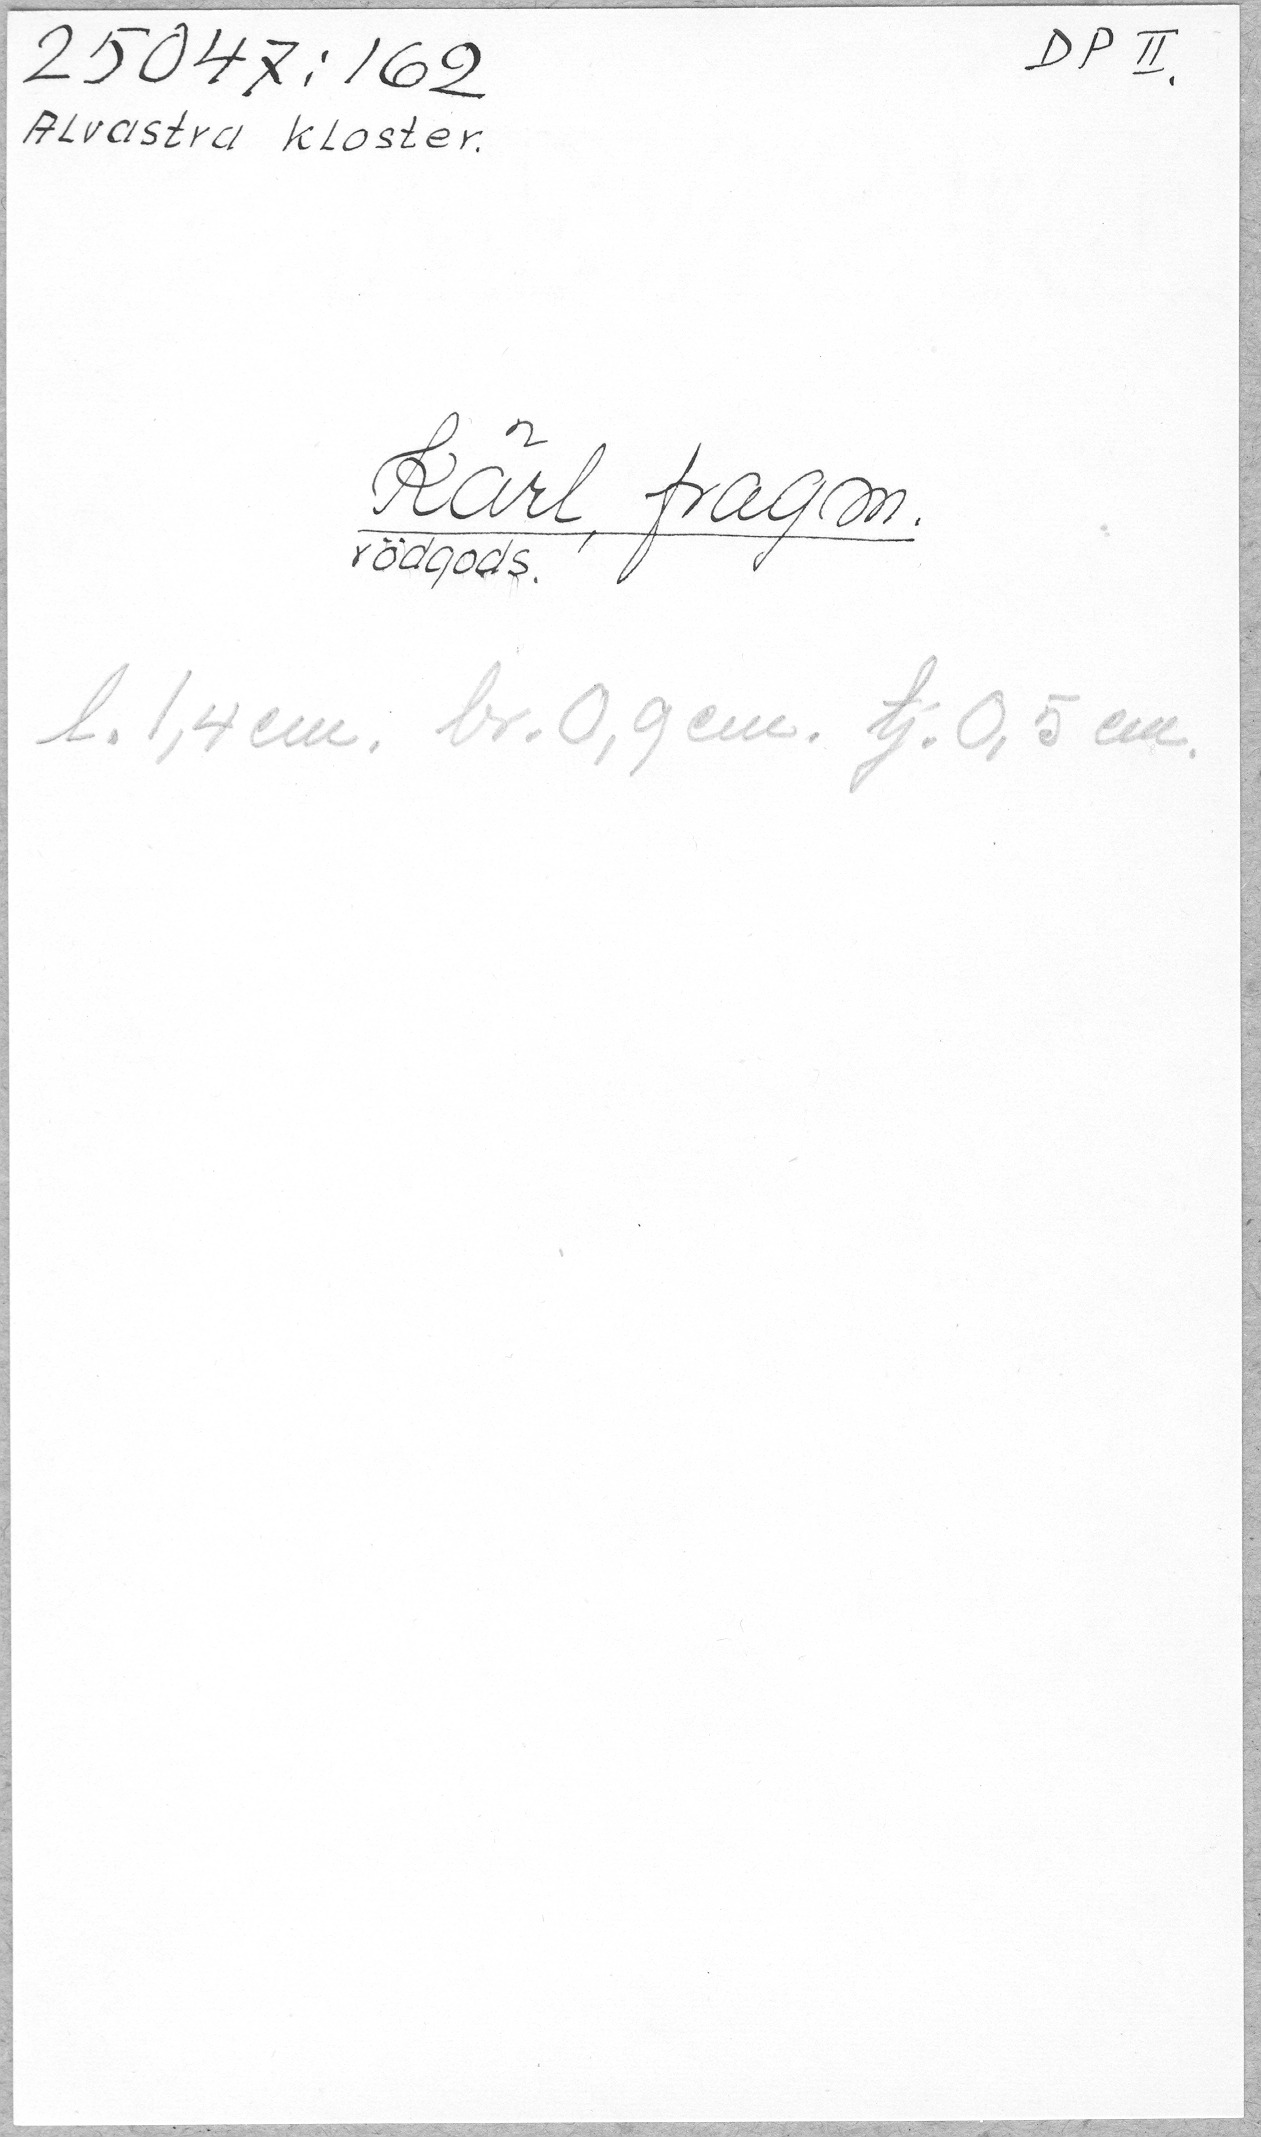 25047:162
DP II.
Alvastra kloster.
Kärl, fragm.
rödgods.
l. 1,4 cm. br. 0,9 cm. tj. 0,5 cm.